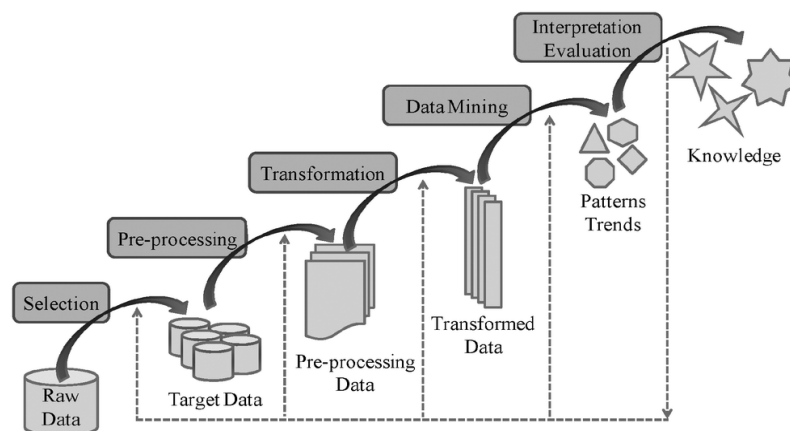 Interpretation
Evaluation
Data Mining
Knowledge
Transformation
Patterns
Trends
Pre-processing
Transformed
Data
Selection
Pre-processing
Data
Target Data
Raw
Data